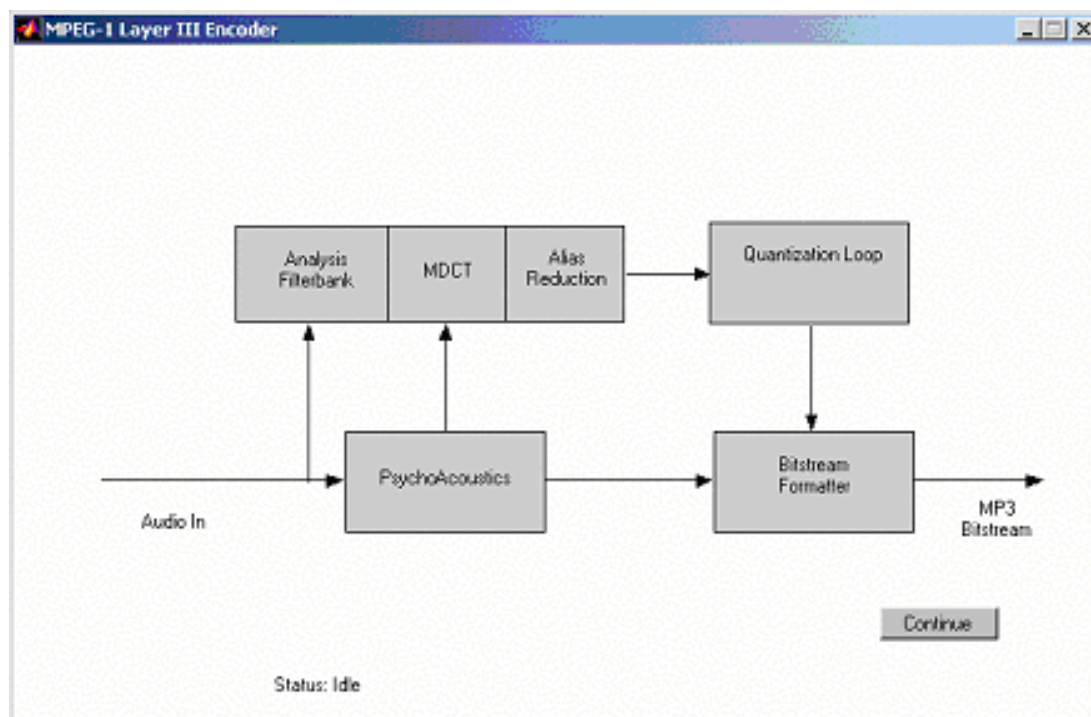 MPEG-1 Layer III Encoder
Analysis
Filterbank
MDCT
Alias
Reduction
Quantization Loop
PsychoAcoustics
Bitstream
Formatter
Audio In
MP3
Bitstream
Continue
Status: Idle